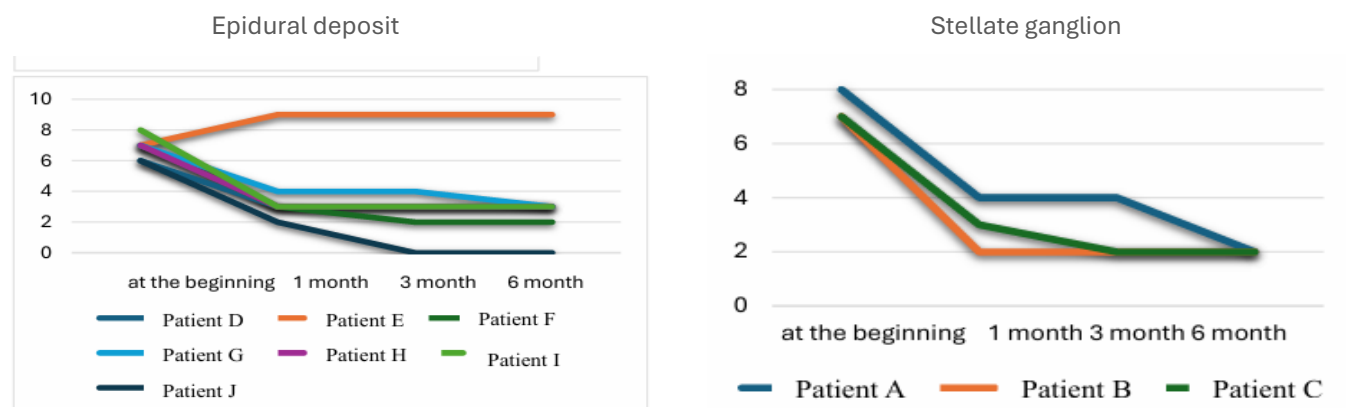 Epidural deposit
10
8
6
4
2
0
at the beginning 1 month 3 month 6 month
Patient D Patient E Patient F
Patient G Patient H Patient I
Patient J
Stellate ganglion
8
6
4
2
0
at the beginning 1 month 3 month 6 month
Patient A Patient B Patient C